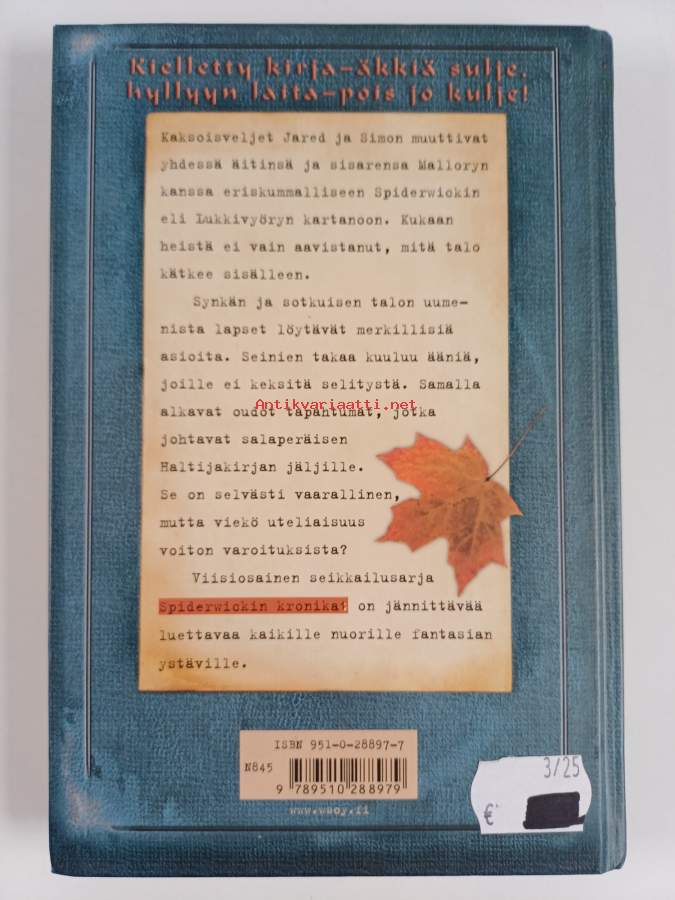 Kielletty kirja-äkkiä sulje,
hyllyyn laita-pois jo kulje!
Kaksoisveljet Jared ja Simon muuttivat
yhdessä äitinsä ja sisarensa Malloryn
kanssa eriskummalliseen Spiderwickin
eli Lukkivyöryn kartanoon. Kukaan
heistä ei vain aavistanut, mitä talo
kätkee sisälleen.
Synkän ja sotkuisen talon uume-
nista lapset löytävät merkillisiä
asioita. Seinien takaa kuuluu ääniä,
joille ei keksitä selitystä. Samalla
alkavat oudot tapahtumat, jotka
Antikvariaatti.net
johtavat salaperäisen
Haltijakirjan jäljille.
Se on selvästi vaarallinen,
mutta viekö uteliaisuus
voiton varoituksista?
Viisiosainen seikkailusarja
Spiderwickin kronikat on jännittävää
luettavaa kaikille nuorille fantasian
ystäville.
ISBN 951-0-28897-7
N845
9 789510 288979
www.wsoy.fi
3/25
€